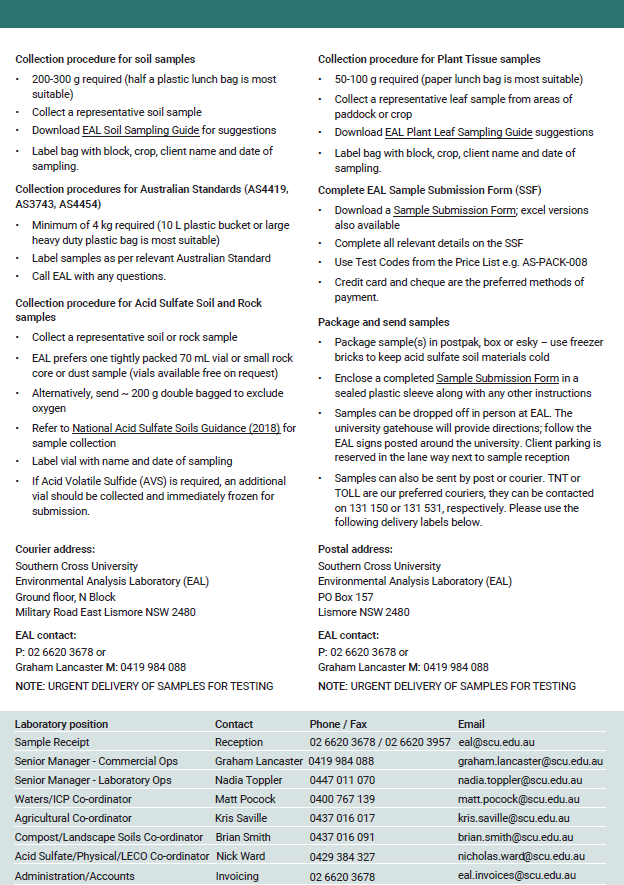 Collection procedure for soil samples
• 200-300 g required (half a plastic lunch bag is most
suitable)
• Collect a representative soil sample
• Download EAL Soil Sampling Guide for suggestions
• Label bag with block, crop, client name and date of
sampling.
Collection procedures for Australian Standards (AS4419,
AS3743, AS4454)
• Minimum of 4 kg required (10 L plastic bucket or large
heavy duty plastic bag is most suitable)
• Label samples as per relevant Australian Standard
• Call EAL with any questions.
Collection procedure for Acid Sulfate Soil and Rock
samples
• Collect a representative soil or rock sample
• EAL prefers one tightly packed 70 mL vial or small rock
core or dust sample (vials available free on request)
• Alternatively, send ~ 200 g double bagged to exclude
oxygen
• Refer to National Acid Sulfate Soils Guidance (2018) for
sample collection
• Label vial with name and date of sampling
• If Acid Volatile Sulfide (AVS) is required, an additional
vial should be collected and immediately frozen for
submission.
Collection procedure for Plant Tissue samples
• 50-100 g required (paper lunch bag is most suitable)
• Collect a representative leaf sample from areas of
paddock or crop
• Download EAL Plant Leaf Sampling Guide suggestions
• Label bag with block, crop, client name and date of
sampling.
Complete EAL Sample Submission Form (SSF)
• Download a Sample Submission Form; excel versions
also available
• Complete all relevant details on the SSF
• Use Test Codes from the Price List e.g. AS-PACK-008
• Credit card and cheque are the preferred methods of
payment.
Package and send samples
• Package sample(s) in postpak, box or esky – use freezer
bricks to keep acid sulfate soil materials cold
• Enclose a completed Sample Submission Form in a
sealed plastic sleeve along with any other instructions
• Samples can be dropped off in person at EAL. The
university gatehouse will provide directions; follow the
EAL signs posted around the university. Client parking is
reserved in the lane way next to sample reception
• Samples can also be sent by post or courier. TNT or
TOLL are our preferred couriers, they can be contacted
on 131 150 or 131 531, respectively. Please use the
following delivery labels below.
Courier address:
Southern Cross University
Environmental Analysis Laboratory (EAL)
Ground floor, N Block
Military Road East Lismore NSW 2480
EAL contact:
P: 02 6620 3678 or
Graham Lancaster M: 0419 984 088
NOTE: URGENT DELIVERY OF SAMPLES FOR TESTING
Postal address:
Southern Cross University
Environmental Analysis Laboratory (EAL)
PO Box 157
Lismore NSW 2480
EAL contact:
P: 02 6620 3678 or
Graham Lancaster M: 0419 984 088
NOTE: URGENT DELIVERY OF SAMPLES FOR TESTING
Laboratory position Contact Phone / Fax Email
Sample Receipt Reception 02 6620 3678 / 02 6620 3957 eal@scu.edu.au
Senior Manager - Commercial Ops Graham Lancaster 0419 984 088 graham.lancaster@scu.edu.au
Senior Manager - Laboratory Ops Nadia Toppler 0447 011 070 nadia.toppler@scu.edu.au
Waters/ICP Co-ordinator Matt Pocock 0400 767 139 matt.pocock@scu.edu.au
Agricultural Co-ordinator Kris Saville 0437 016 017 kris.saville@scu.edu.au
Compost/Landscape Soils Co-ordinator Brian Smith 0437 016 091 brian.smith@scu.edu.au
Acid Sulfate/Physical/LECO Co-ordinator Nick Ward 0429 384 327 nicholas.ward@scu.edu.au
Administration/Accounts Invoicing 02 6620 3678 eal.invoices@scu.edu.au